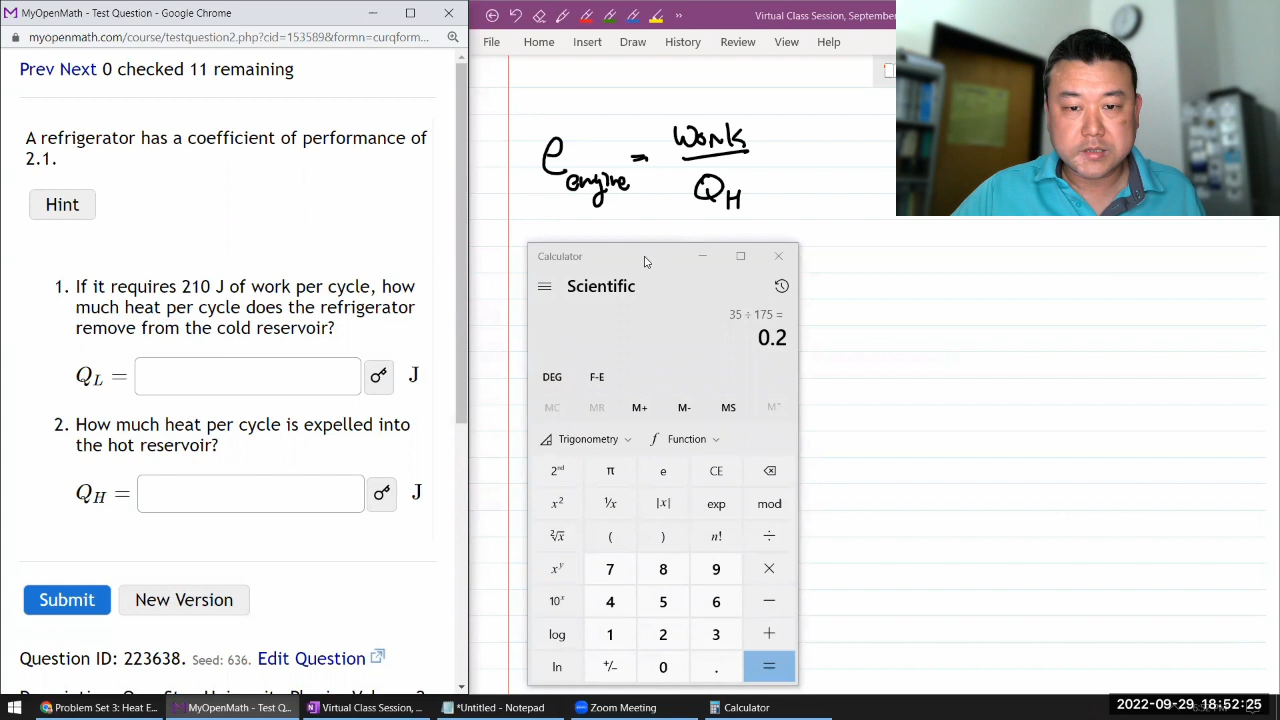 MyOpenMath - Test Question - Google Chrome
myopenmath.com/course/testquestion2.php?cid=153589&formn=curqform...
Prev Next 0 checked 11 remaining
A refrigerator has a coefficient of performance of
2.1.
Hint
1. If it requires 210 J of work per cycle, how
much heat per cycle does the refrigerator
remove from the cold reservoir?
Q_L = J
2. How much heat per cycle is expelled into
the hot reservoir?
Q_H = J
Submit New Version
Question ID: 223638. Seed: 636. Edit Question
Virtual Class Session, September
File Home Insert Draw History Review View Help
e engine = Work
Q_H
Calculator
Scientific
35 ÷ 175 =
0.2
DEG F-E
MC MR M+ M- MS M˅
Trigonometry f Function
2nd π e CE
x² ¹/x |x| exp mod
²√x ( ) n! ÷
xʸ 7 8 9 ×
10ˣ 4 5 6 −
log 1 2 3 +
ln +/− 0 . =
Problem Set 3: Heat E... MyOpenMath - Test Q... Virtual Class Session, ... *Untitled - Notepad Zoom Meeting Calculator
2022-09-29 18:52:25